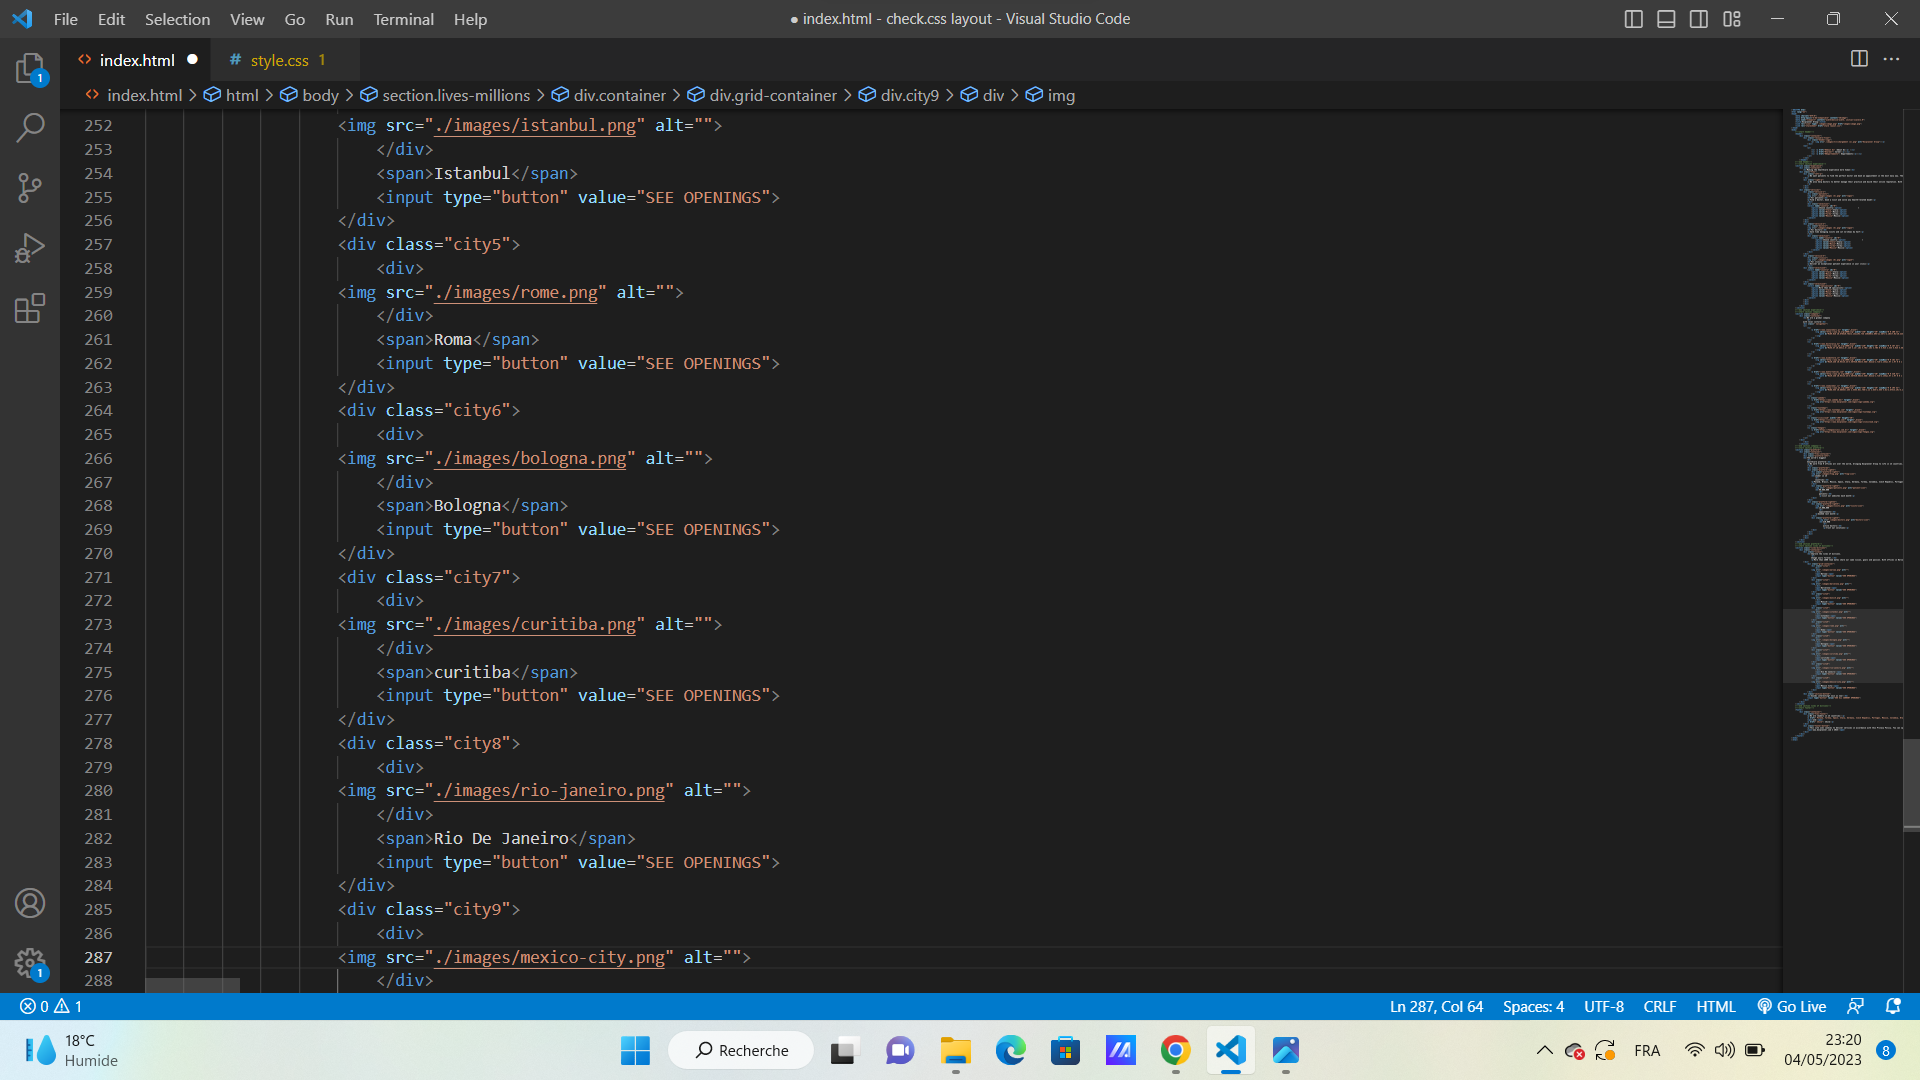 File Edit Selection View Go Run Terminal Help
● index.html - check.css layout - Visual Studio Code
index.html ●
# style.css 1
index.html > html > body > section.lives-millions > div.container > div.grid-container > div.city9 > div > img
252 <img src="./images/istanbul.png" alt="">
253 </div>
254 <span>Istanbul</span>
255 <input type="button" value="SEE OPENINGS">
256 </div>
257 <div class="city5">
258 <div>
259 <img src="./images/rome.png" alt="">
260 </div>
261 <span>Roma</span>
262 <input type="button" value="SEE OPENINGS">
263 </div>
264 <div class="city6">
265 <div>
266 <img src="./images/bologna.png" alt="">
267 </div>
268 <span>Bologna</span>
269 <input type="button" value="SEE OPENINGS">
270 </div>
271 <div class="city7">
272 <div>
273 <img src="./images/curitiba.png" alt="">
274 </div>
275 <span>curitiba</span>
276 <input type="button" value="SEE OPENINGS">
277 </div>
278 <div class="city8">
279 <div>
280 <img src="./images/rio-janeiro.png" alt="">
281 </div>
282 <span>Rio De Janeiro</span>
283 <input type="button" value="SEE OPENINGS">
284 </div>
285 <div class="city9">
286 <div>
287 <img src="./images/mexico-city.png" alt="">
288 </div>
1
1
0 1
Ln 287, Col 64 Spaces: 4 UTF-8 CRLF HTML Go Live
18°C
Humide
Recherche
FRA
23:20
04/05/2023
8